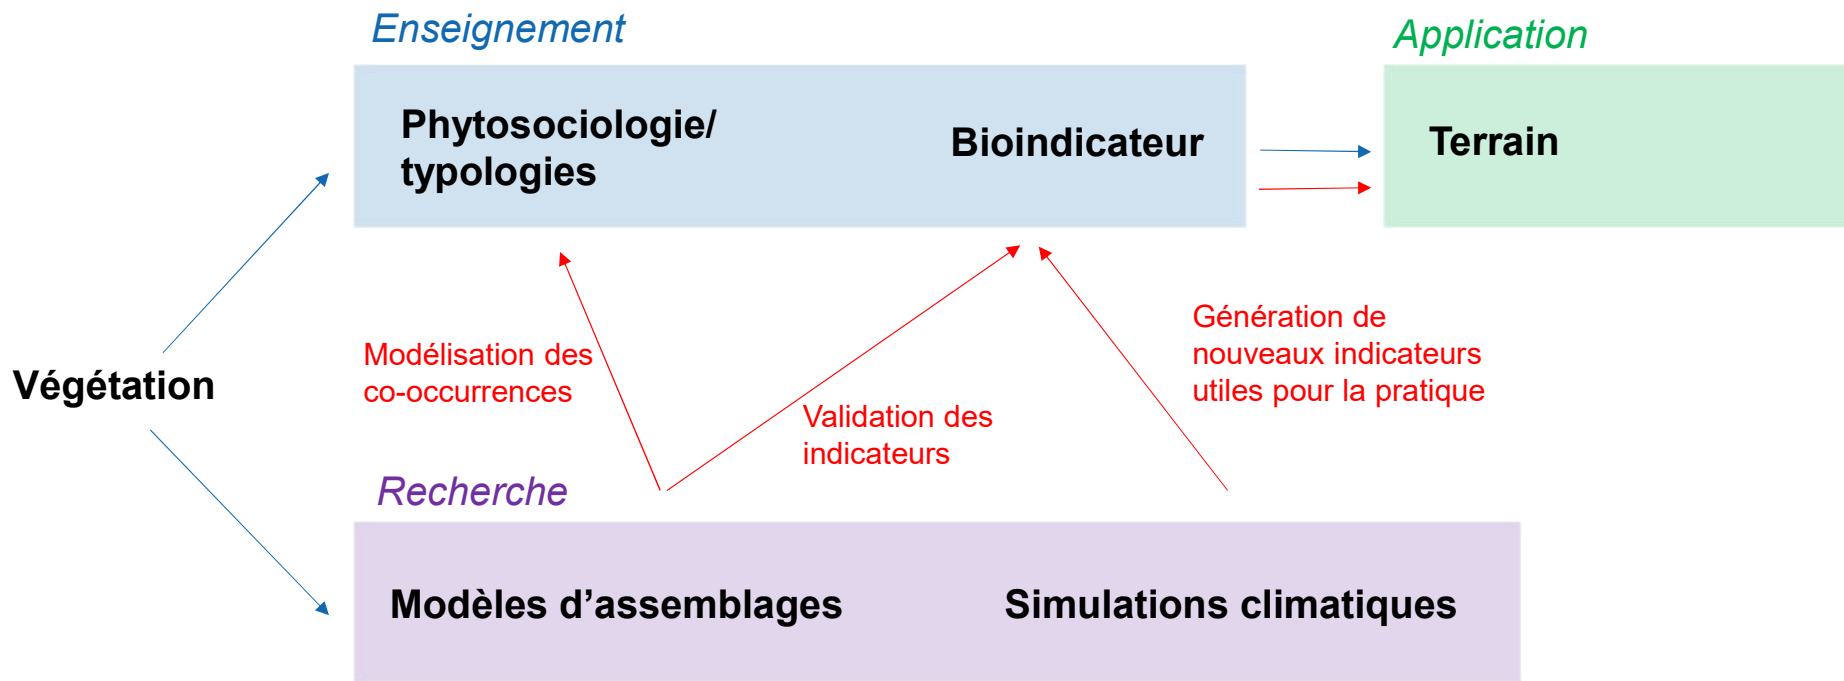 Enseignement
Application
Phytosociologie/
typologies
Bioindicateur
Terrain
Végétation
Modélisation des
co-occurrences
Validation des
indicateurs
Génération de
nouveaux indicateurs
utiles pour la pratique
Recherche
Modèles d’assemblages
Simulations climatiques